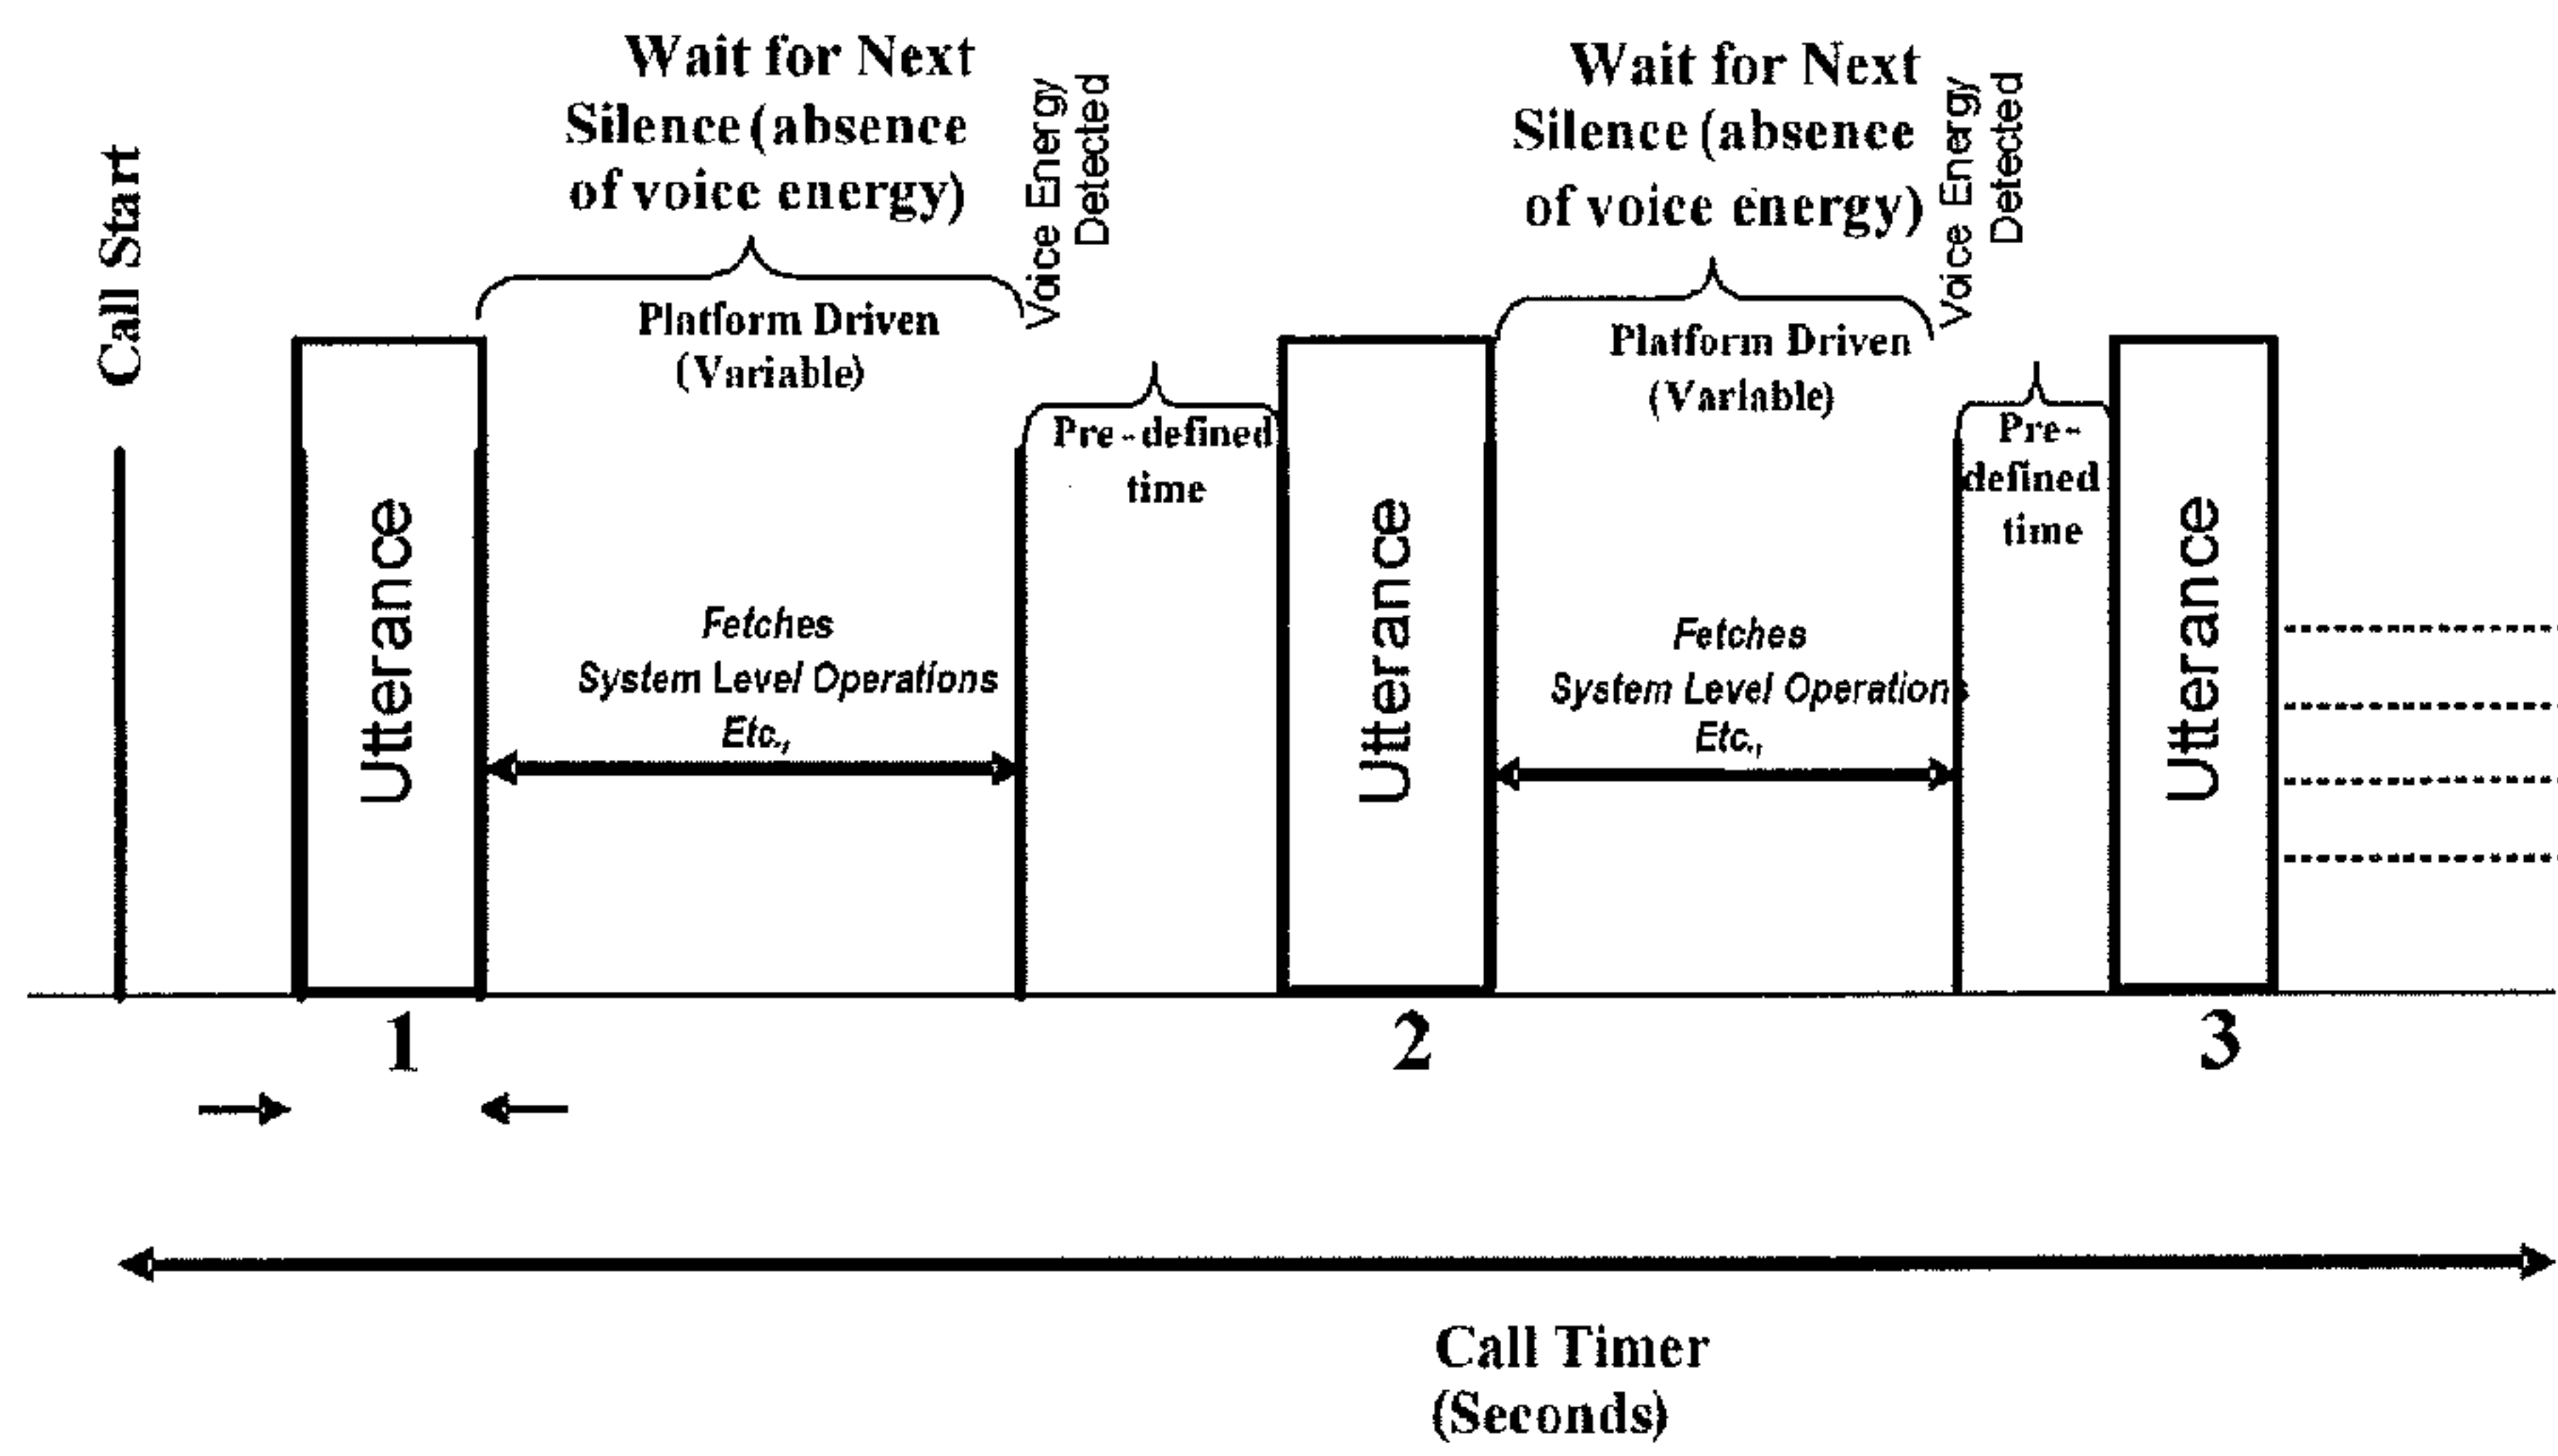 Call Start
Wait for Next
Silence (absence
of voice energy)
Platform Driven
(Variable)
Voice Energy
Detected
Pre-defined
time
Wait for Next
Silence (absence
of voice energy)
Platform Driven
(Variable)
Voice Energy
Detected
Pre-
defined
time
Utterance
Fetches
System Level Operations
Etc.,
Utterance
Fetches
System Level Operations
Etc.,
Utterance
1
2
3
Call Timer
(Seconds)